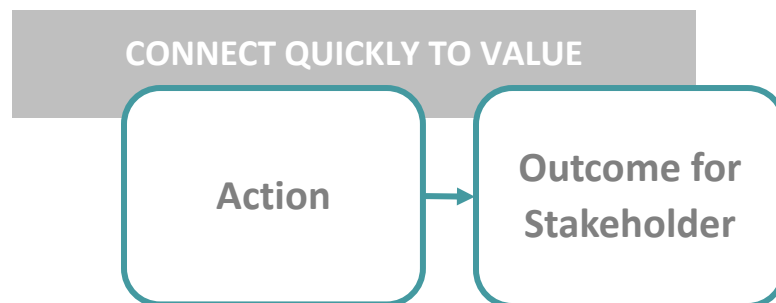 CONNECT QUICKLY TO VALUE
Action
Outcome for
Stakeholder